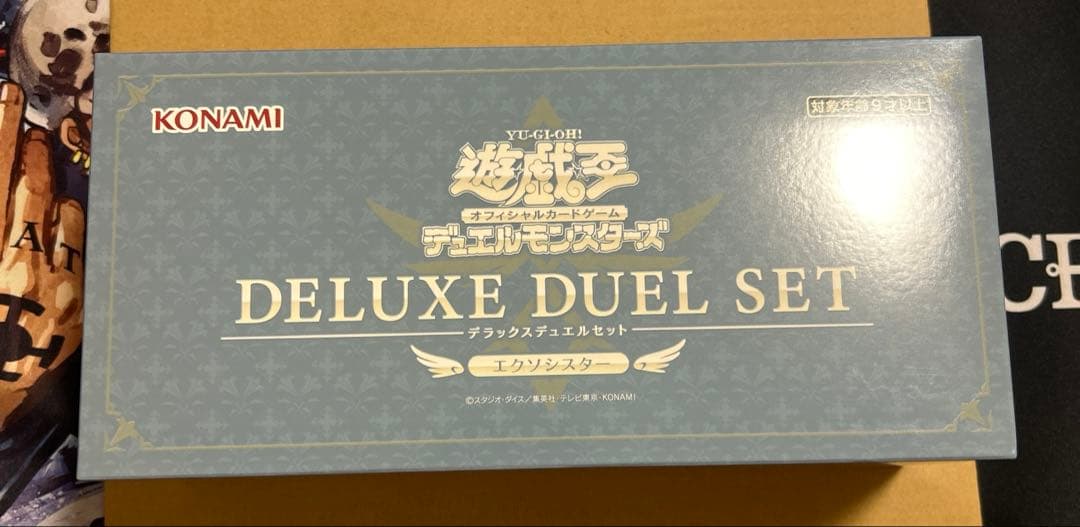 KONAMI
対象年齢9才以上
YU-GI-OH!
遊戯王
オフィシャルカードゲーム
デュエルモンスターズ
DELUXE DUEL SET
デラックスデュエルセット
エクソシスター
©スタジオ・ダイス/集英社・テレビ東京・KONAMI
A
T
CE